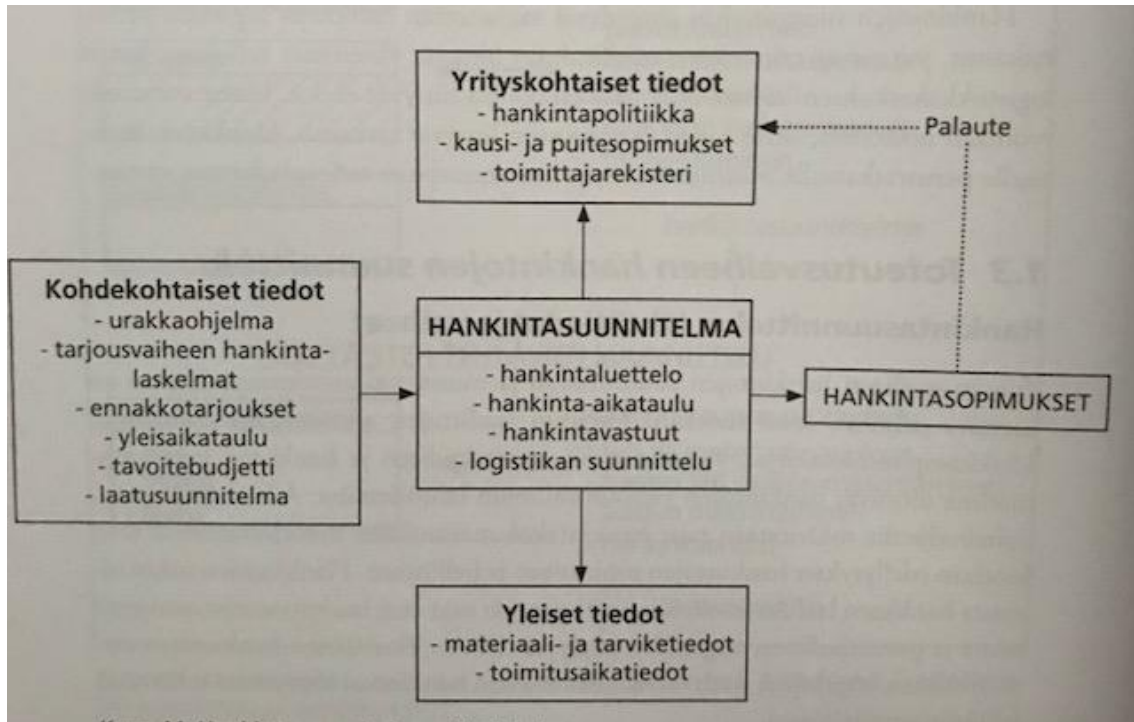 Yrityskohtaiset tiedot
- hankintapolitiikka
- kausi- ja puitesopimukset
- toimittajarekisteri
Palaute
Kohdekohtaiset tiedot
- urakkaohjelma
- tarjousvaiheen hankinta-
laskelmat
- ennakkotarjoukset
- yleisaikataulu
- tavoitebudjetti
- laatusuunnitelma
HANKINTASUUNNITELMA
- hankintaluettelo
- hankinta-aikataulu
- hankintavastuut
- logistiikan suunnittelu
HANKINTASOPIMUKSET
Yleiset tiedot
- materiaali- ja tarviketiedot
- toimitusaikatiedot